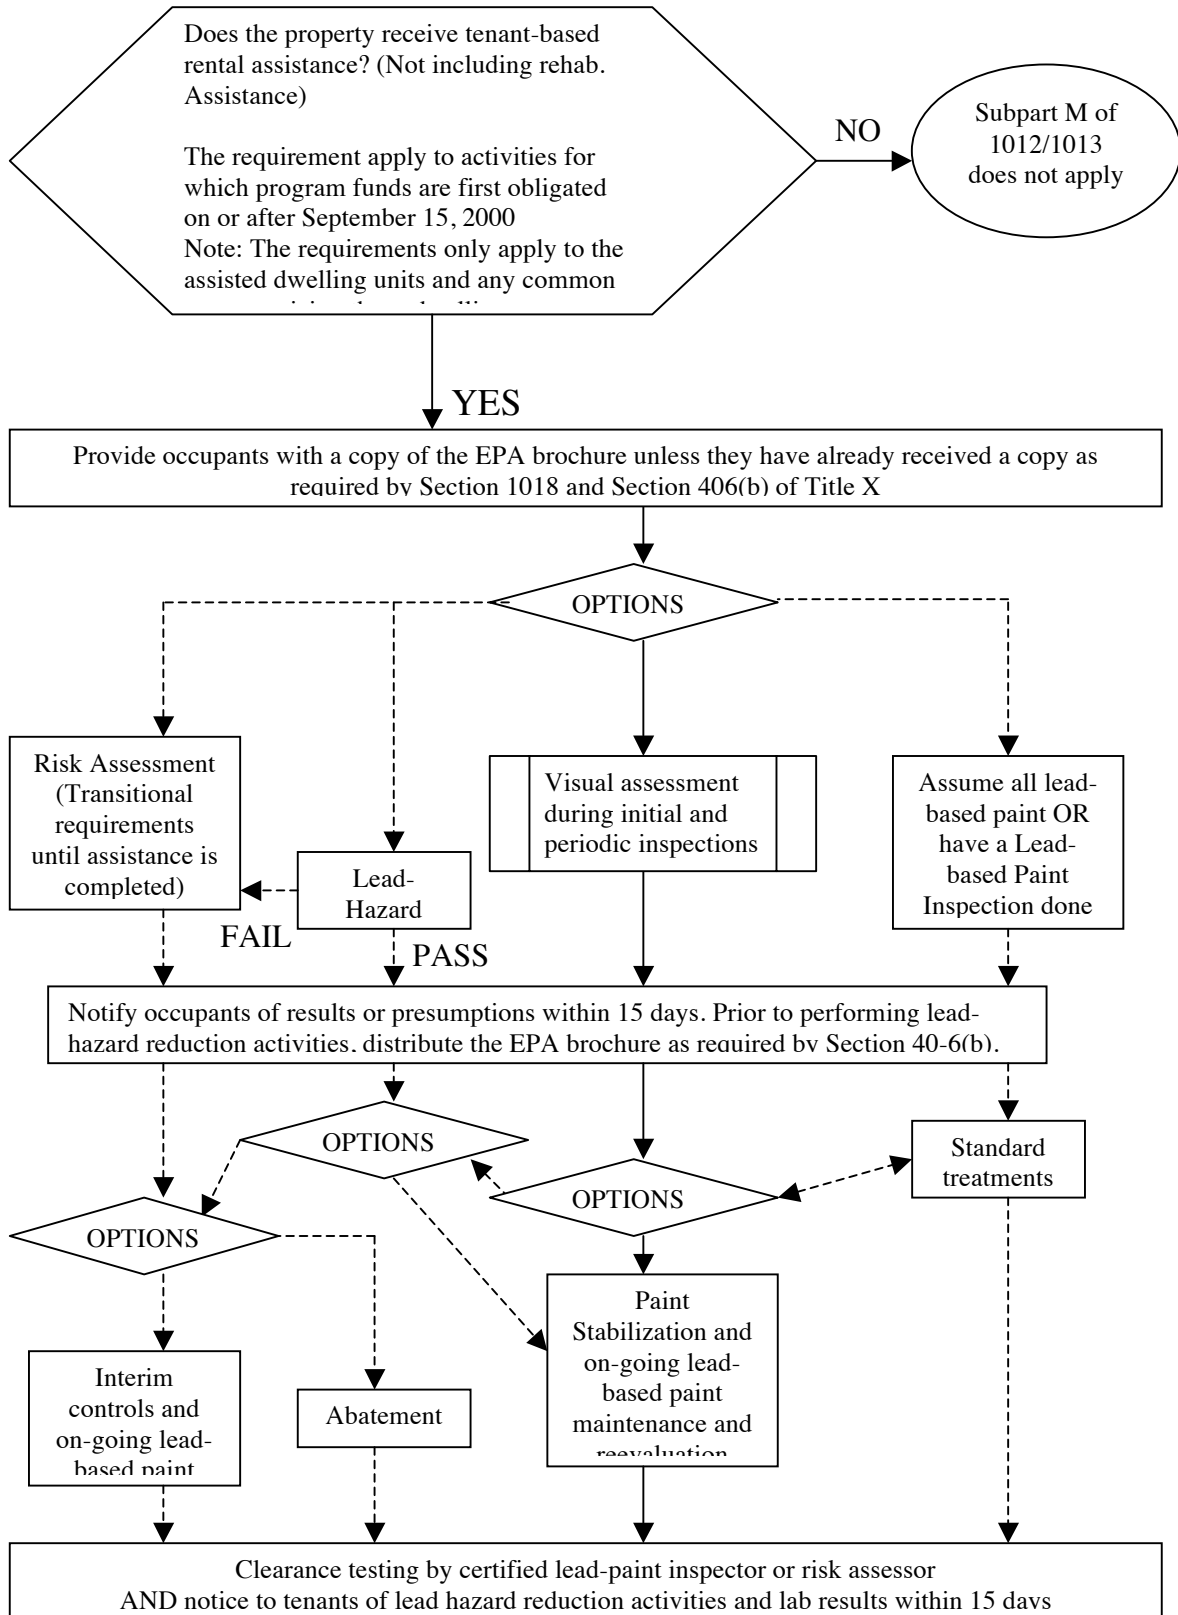 Does the property receive tenant-based
rental assistance? (Not including rehab.
Assistance)
The requirement apply to activities for
which program funds are first obligated
on or after September 15, 2000
Note: The requirements only apply to the
assisted dwelling units and any common
NO
Subpart M of
1012/1013
does not apply
YES
Provide occupants with a copy of the EPA brochure unless they have already received a copy as
required by Section 1018 and Section 406(b) of Title X
OPTIONS
Risk Assessment
(Transitional
requirements
until assistance is
completed)
Lead-
Hazard
Visual assessment
during initial and
periodic inspections
Assume all lead-
based paint OR
have a Lead-
based Paint
Inspection done
FAIL
PASS
Notify occupants of results or presumptions within 15 days. Prior to performing lead-
hazard reduction activities, distribute the EPA brochure as required by Section 40-6(b).
OPTIONS
OPTIONS
Standard
treatments
OPTIONS
Interim
controls and
on-going lead-
based paint
Abatement
Paint
Stabilization and
on-going lead-
based paint
maintenance and
reevaluation
Clearance testing by certified lead-paint inspector or risk assessor
AND notice to tenants of lead hazard reduction activities and lab results within 15 days